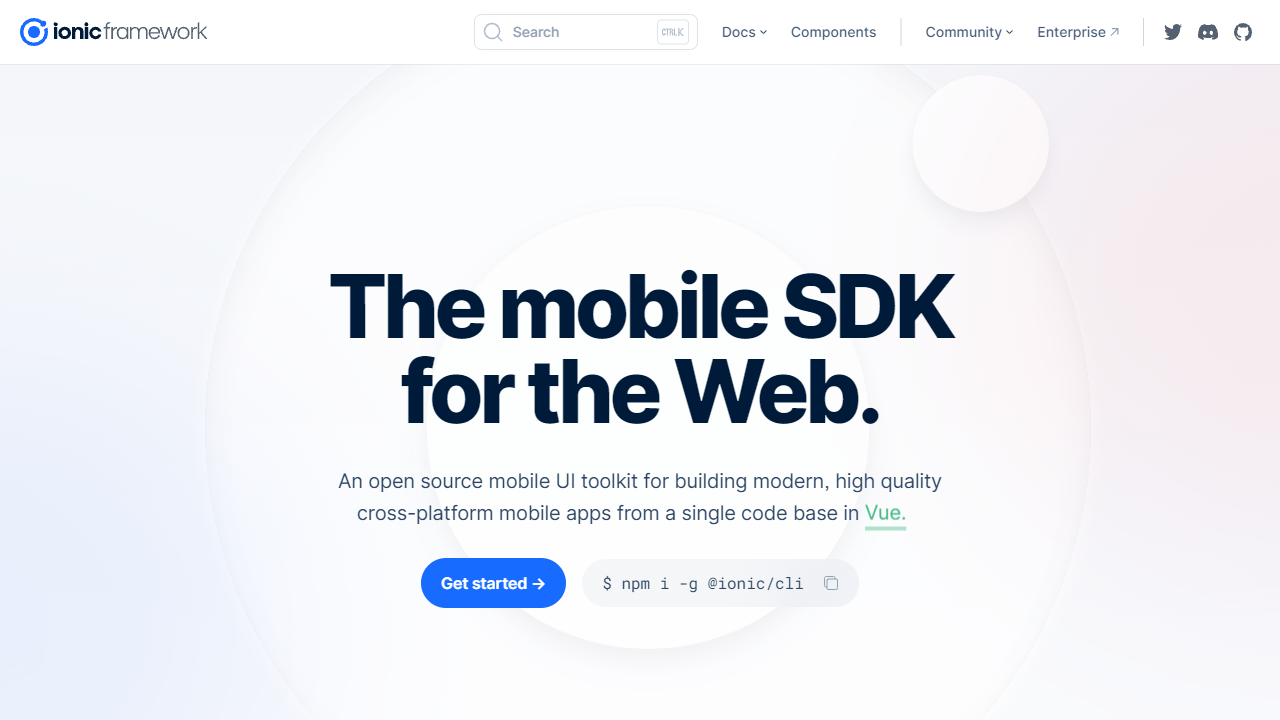 ionic framework
Search
CTRL K
Docs
Components
Community
Enterprise
The mobile SDK
for the Web.
An open source mobile UI toolkit for building modern, high quality
cross-platform mobile apps from a single code base in Vue.
Get started →
$ npm i -g @ionic/cli